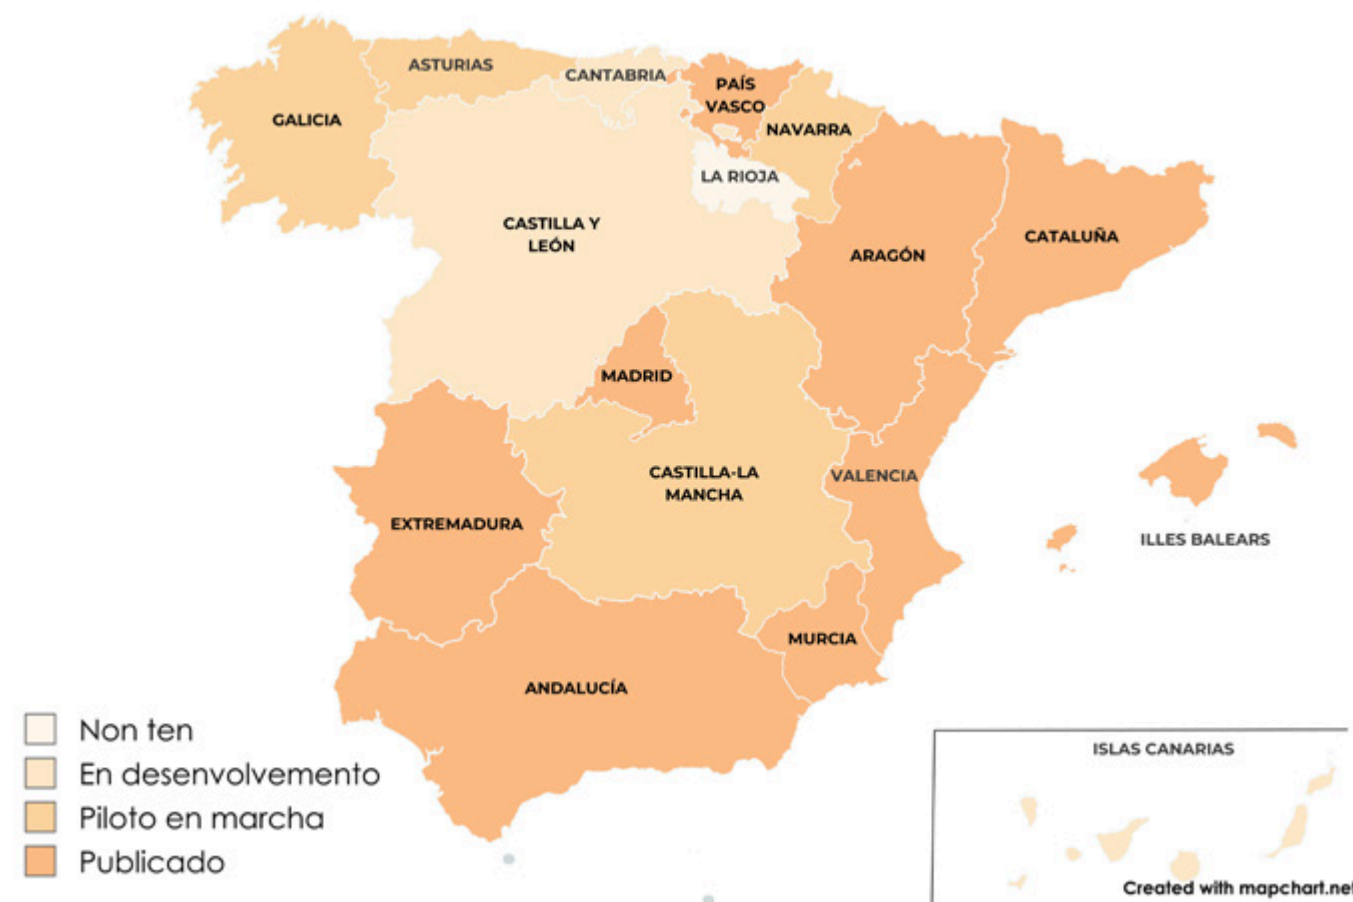 ASTURIAS
CANTABRIA
PAÍS
VASCO
GALICIA
NAVARRA
LA RIOJA
CASTILLA Y
LEÓN
ARAGÓN
CATALUÑA
MADRID
CASTILLA-LA
MANCHA
VALENCIA
EXTREMADURA
ILLES BALEARS
MURCIA
ANDALUCÍA
Non ten
En desenvolvemento
Piloto en marcha
Publicado
ISLAS CANARIAS
Created with mapchart.net